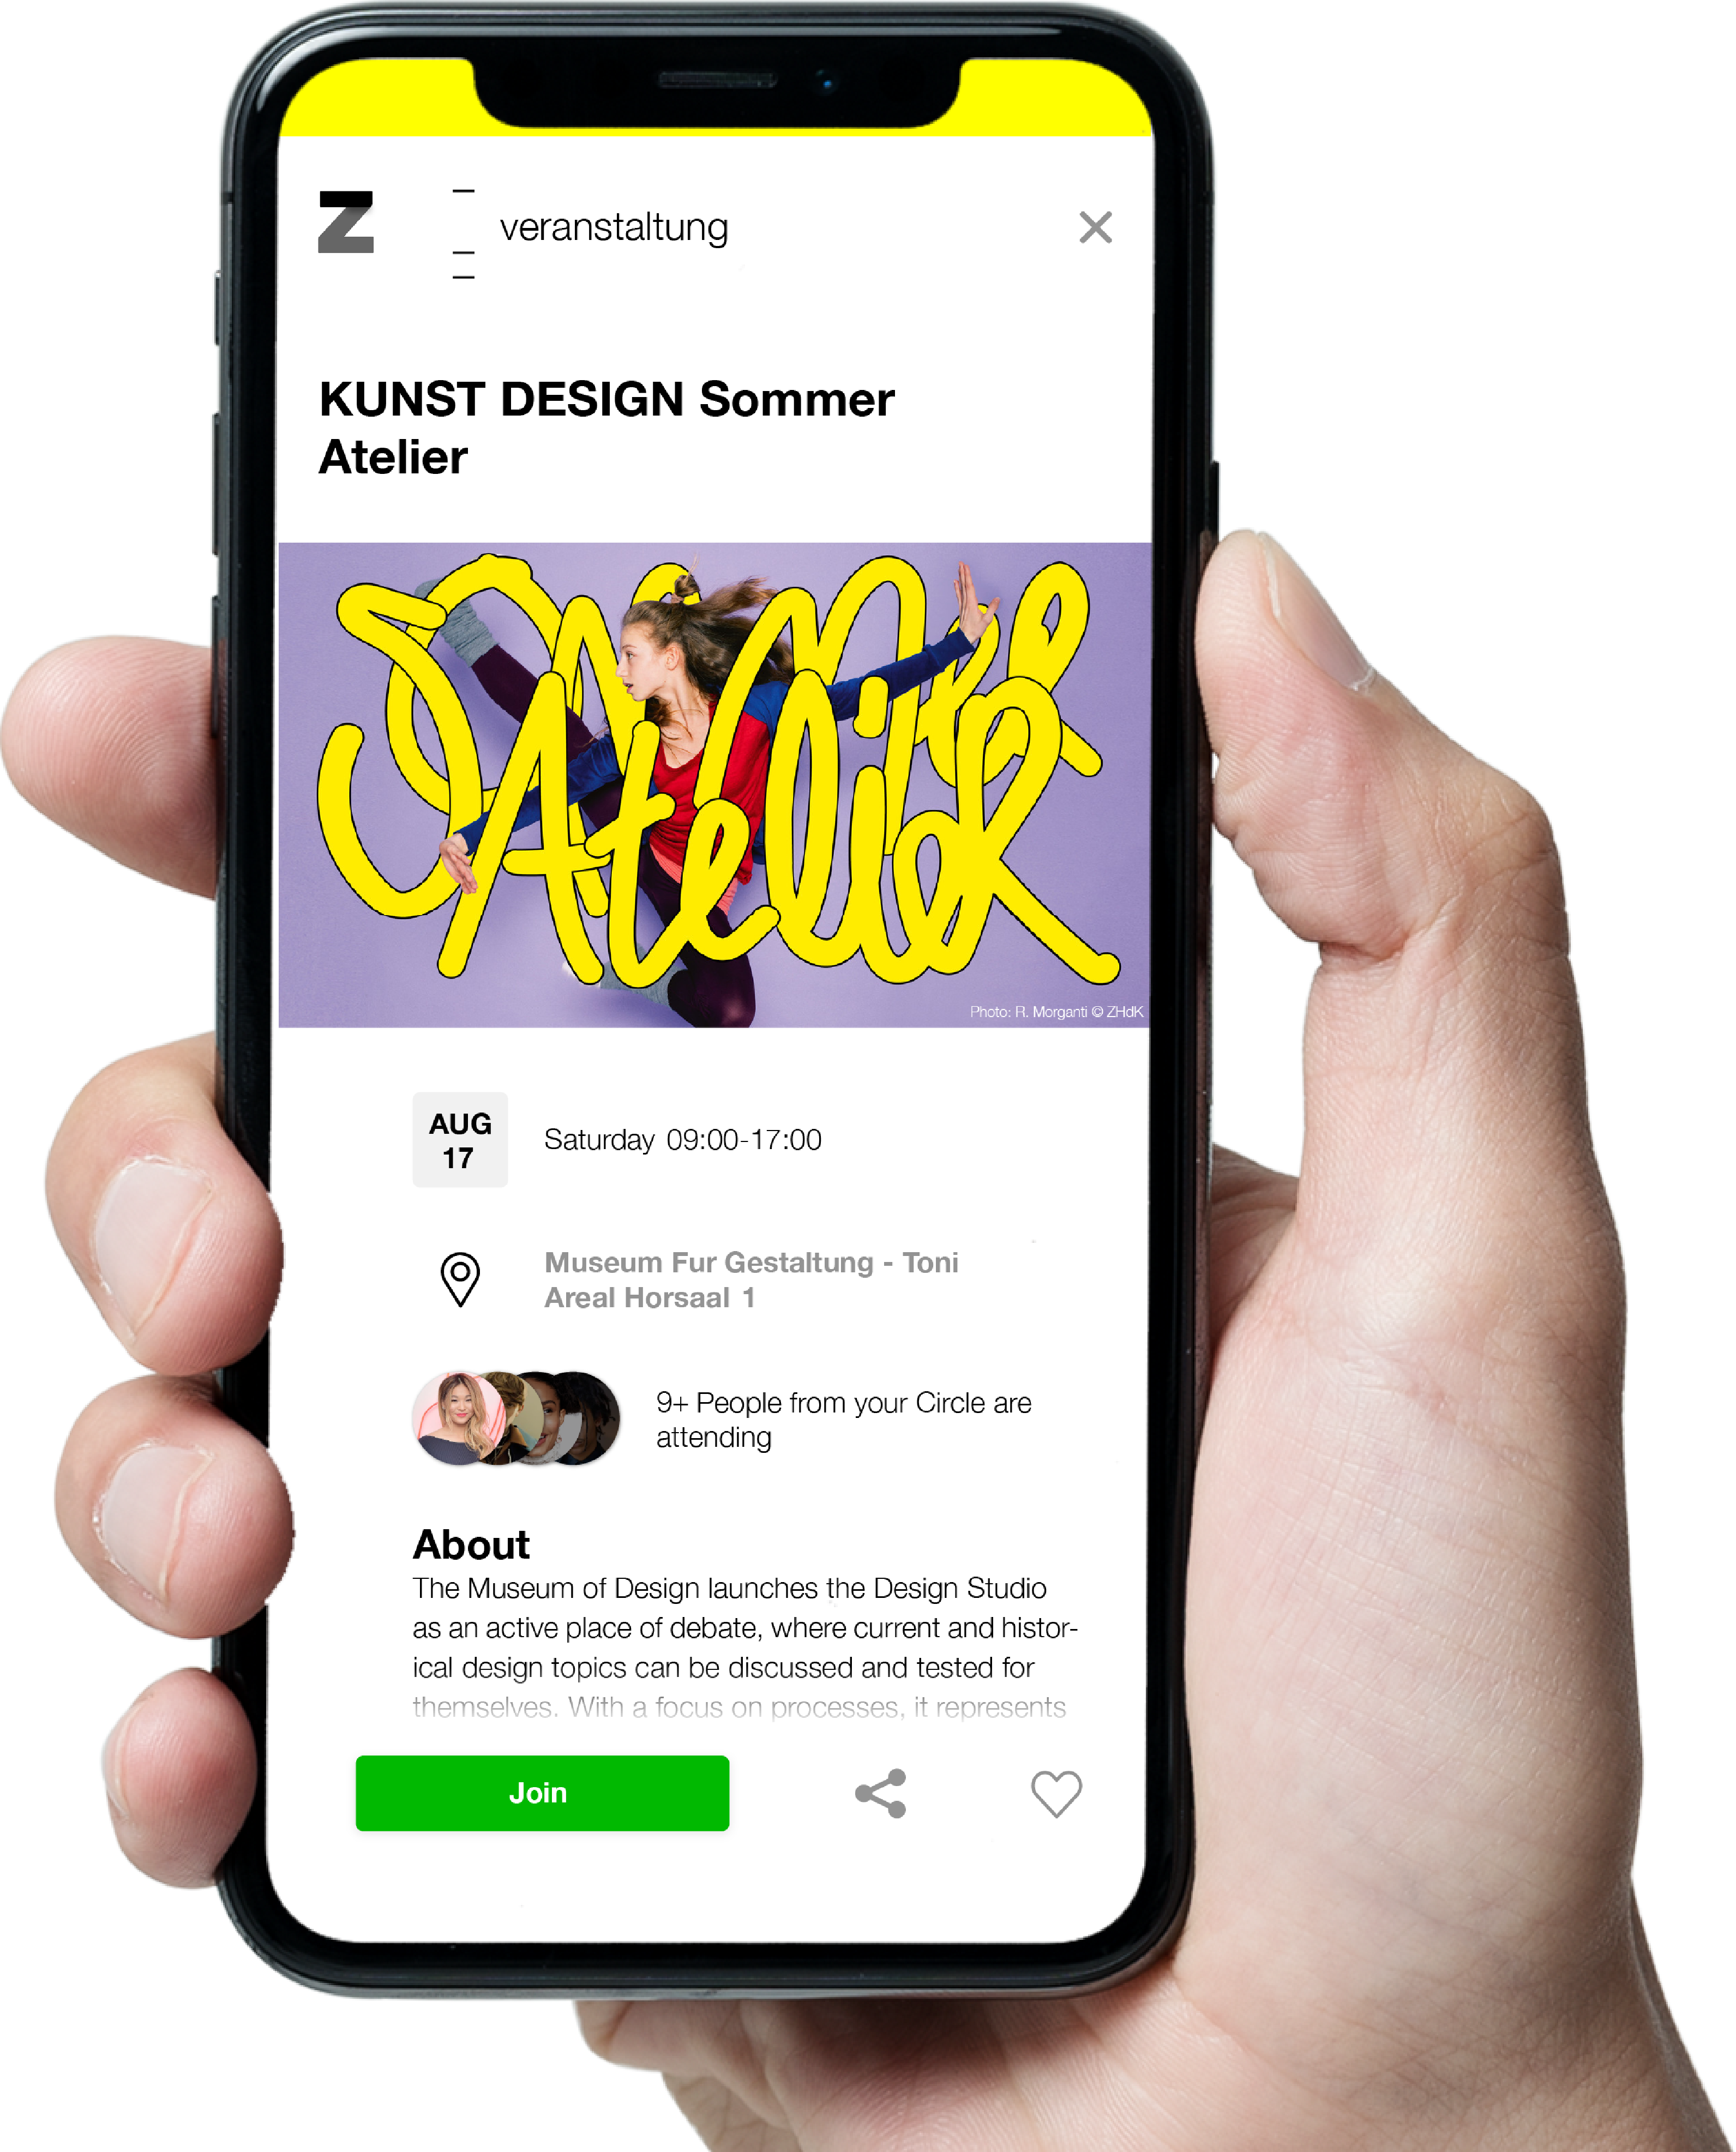 Z
veranstaltung
KUNST DESIGN Sommer
Atelier
Sommer
Atelier
Photo: R. Morganti © ZHdK
AUG
17
Saturday 09:00-17:00
Museum Fur Gestaltung - Toni
Areal Horsaal 1
9+ People from your Circle are
attending
About
The Museum of Design launches the Design Studio
as an active place of debate, where current and histor-
ical design topics can be discussed and tested for
themselves. With a focus on processes, it represents
Join